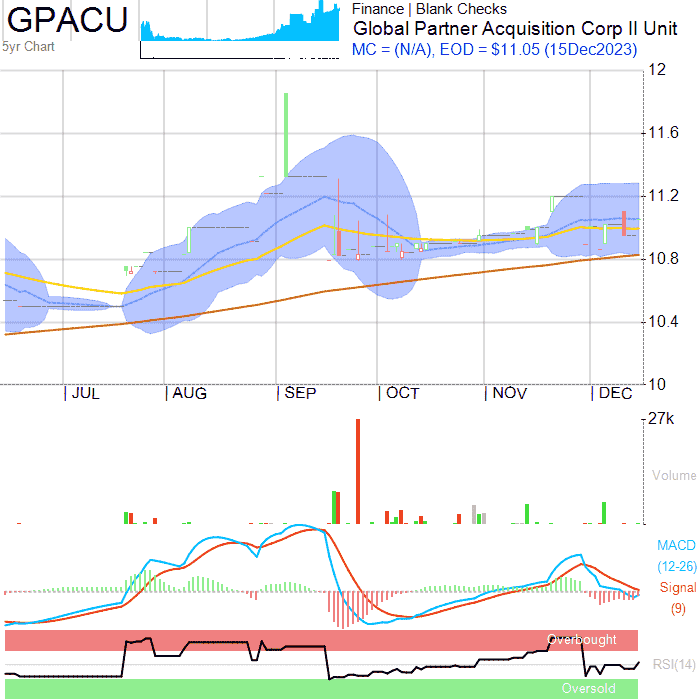 GPACU
5yr Chart
Finance | Blank Checks
Global Partner Acquisition Corp II Unit
MC = (N/A), EOD = $11.05 (15Dec2023)
12
11.6
11.2
10.8
10.4
10
JUL AUG SEP OCT NOV DEC
27k
Volume
MACD
(12-26)
Signal
(9)
Overbought
RSI(14)
Oversold